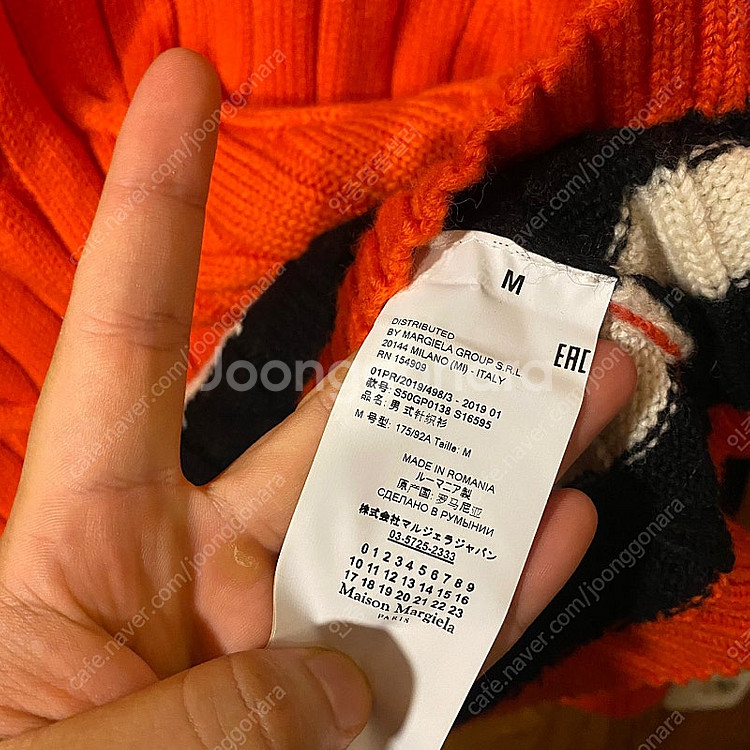 M
DISTRIBUTED
BY MARGIELA GROUP S.R.L
20144 MILANO (MI) - ITALY
RN 154909
EAC
01PR/2019/498/3 - 2019 01
款号: S50GP0138 S16595
品名: 男式针织衫
M 号型: 175/92A Taille: M
MADE IN ROMANIA
ルーマニア製
原产国: 罗马尼亚
СДЕЛАНО В РУМЫНИИ
株式会社マルジェラジャパン
03-5725-2333
0 1 2 3 4 5 6 7 8 9
10 11 12 13 14 15 16
17 18 19 20 21 22 23
Maison Margiela
PARIS
Joonggonara
cafe.naver.com/joonggonara